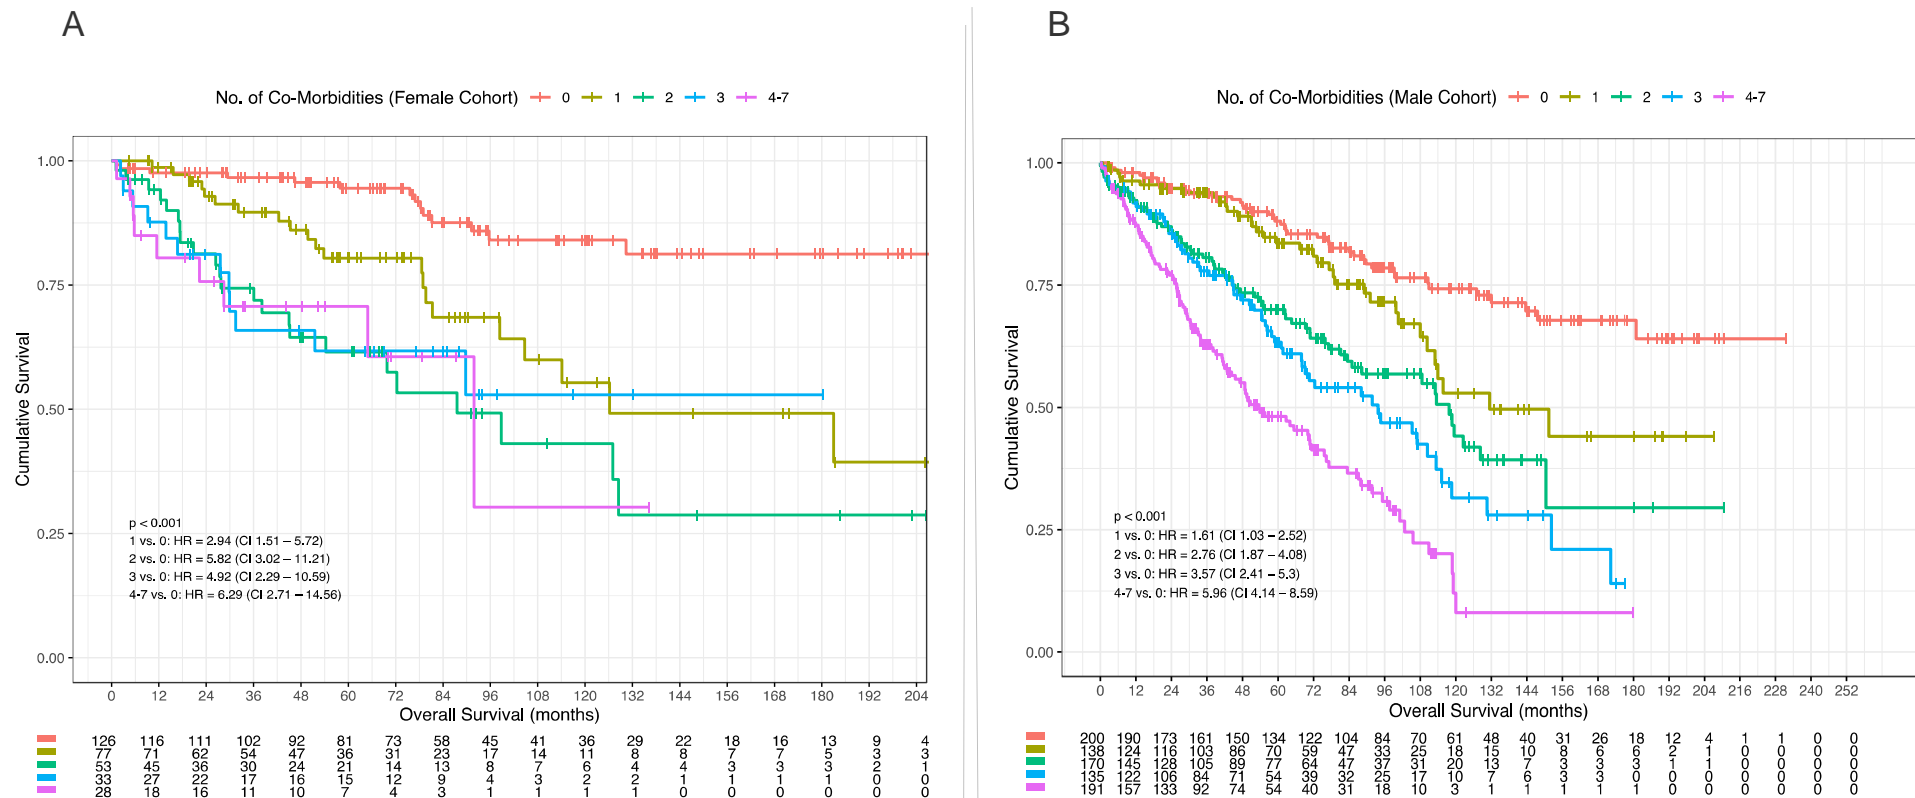 A
No. of Co-Morbidities (Female Cohort) 0 1 2 3 4-7
1.00
0.75
0.50
0.25
0.00
Cumulative Survival
p < 0.001
1 vs. 0: HR = 2.94 (CI 1.51 – 5.72)
2 vs. 0: HR = 5.82 (CI 3.02 – 11.21)
3 vs. 0: HR = 4.92 (CI 2.29 – 10.59)
4-7 vs. 0: HR = 6.29 (CI 2.71 – 14.56)
0 12 24 36 48 60 72 84 96 108 120 132 144 156 168 180 192 204
Overall Survival (months)
126 116 111 102 92 81 73 58 45 41 36 29 22 18 16 13 9 4
77 71 62 54 47 36 31 23 17 14 11 8 8 7 7 5 3 3
53 45 36 30 24 21 14 13 8 7 6 4 4 3 3 3 2 1
33 27 22 17 16 15 12 9 4 3 2 2 1 1 1 1 0 0
28 18 16 11 10 7 4 3 1 1 1 1 0 0 0 0 0 0
B
No. of Co-Morbidities (Male Cohort) 0 1 2 3 4-7
1.00
0.75
0.50
0.25
0.00
Cumulative Survival
p < 0.001
1 vs. 0: HR = 1.61 (CI 1.03 – 2.52)
2 vs. 0: HR = 2.76 (CI 1.87 – 4.08)
3 vs. 0: HR = 3.57 (CI 2.41 – 5.3)
4-7 vs. 0: HR = 5.96 (CI 4.14 – 8.59)
0 12 24 36 48 60 72 84 96 108 120 132 144 156 168 180 192 204 216 228 240 252
Overall Survival (months)
200 190 173 161 150 134 122 104 84 70 61 48 40 31 26 18 12 4 1 1 0 0
138 124 116 103 86 70 59 47 33 25 18 15 10 8 6 6 2 1 0 0 0 0
170 145 128 105 89 77 64 47 37 31 20 13 7 3 3 3 1 1 0 0 0 0
135 122 106 84 71 54 39 32 25 17 10 7 6 3 3 0 0 0 0 0 0 0
191 157 133 92 74 54 40 31 18 10 3 1 1 1 1 1 0 0 0 0 0 0